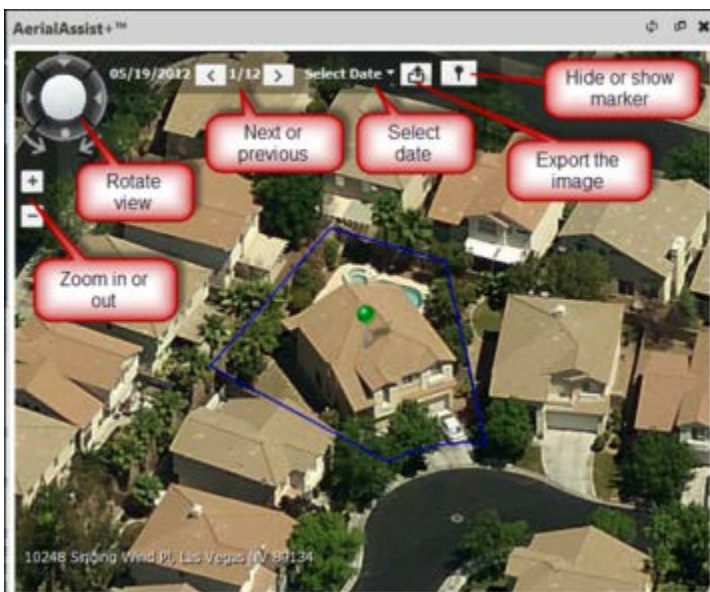 AerialAssist+™
05/19/2012 < 1/12 > Select Date
Hide or show
marker
Next or
previous
Select
date
Export the
image
Rotate
view
+
−
Zoom in or
out
10248 Singing Wind Pl, Las Vegas NV 89134